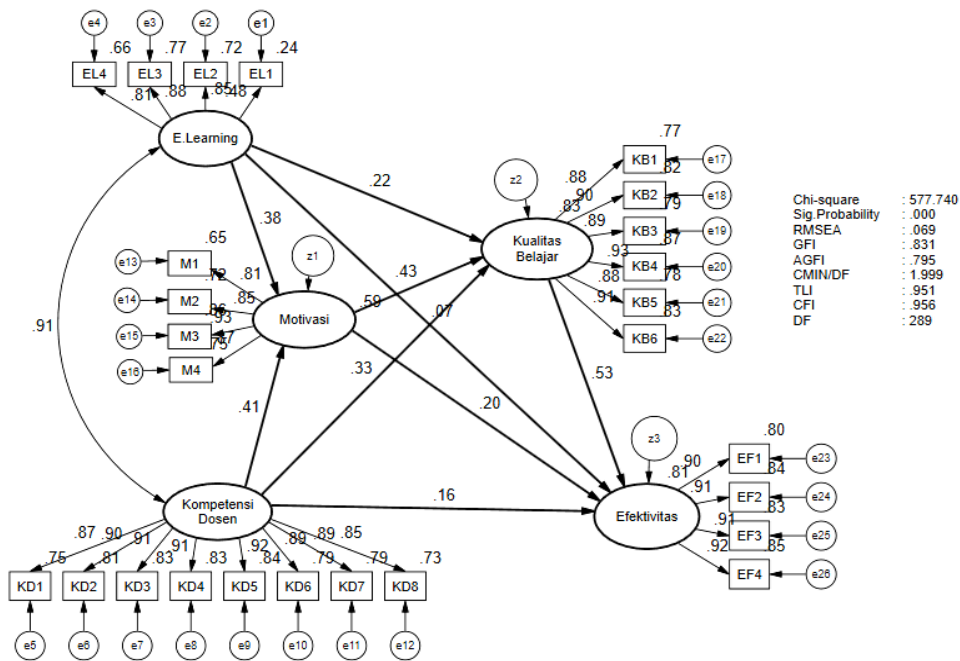 e4 e3 e2 e1
.66 .77 .72 .24
EL4 EL3 EL2 EL1
.81 .88 .85 .48
E.Learning
.77
KB1 e17
.82
.22
.88
z2
KB2 e18
.90
.79
.83
KB3 e19
.89
.87
Kualitas
Belajar
KB4 e20
.93
.78
.88
KB5 e21
.91
.83
KB6 e22
Chi-square : 577.740
Sig.Probability : .000
RMSEA : .069
GFI : .831
AGFI : .795
CMIN/DF : 1.999
TLI : .951
CFI : .956
DF : 289
.38
.65
e13 M1
.72
.81
z1
.43
e14 M2
.85
.59
.07
Motivasi
.86
.93
e15 M3
.87
.75
e16 M4
.91
.33
.53
.41
.20
z3
.80
EF1 e23
.90
.84
.81
.91
EF2 e24
.83
Efektivitas
.91
EF3 e25
.85
.92
EF4 e26
Kompetensi
Dosen
.16
.87 .90 .91 .91 .92 .89 .89 .85
.75 .81 .83 .83 .84 .79 .79 .73
KD1 KD2 KD3 KD4 KD5 KD6 KD7 KD8
e5 e6 e7 e8 e9 e10 e11 e12